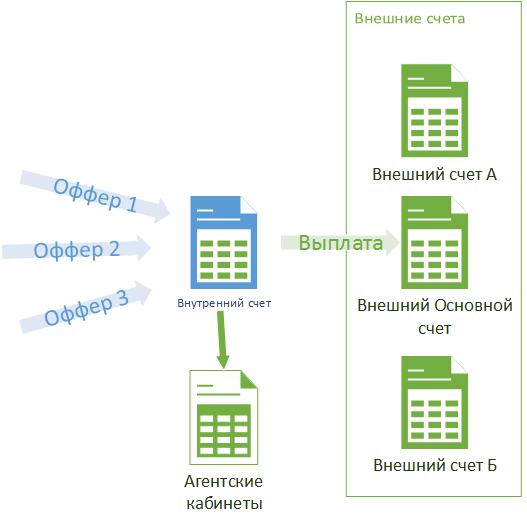 Внешние счета
Внешний счет А
Оффер 1
Оффер 2
Оффер 3
Внутренний счет
Выплата
Внешний Основной
счет
Агентские
кабинеты
Внешний счет Б